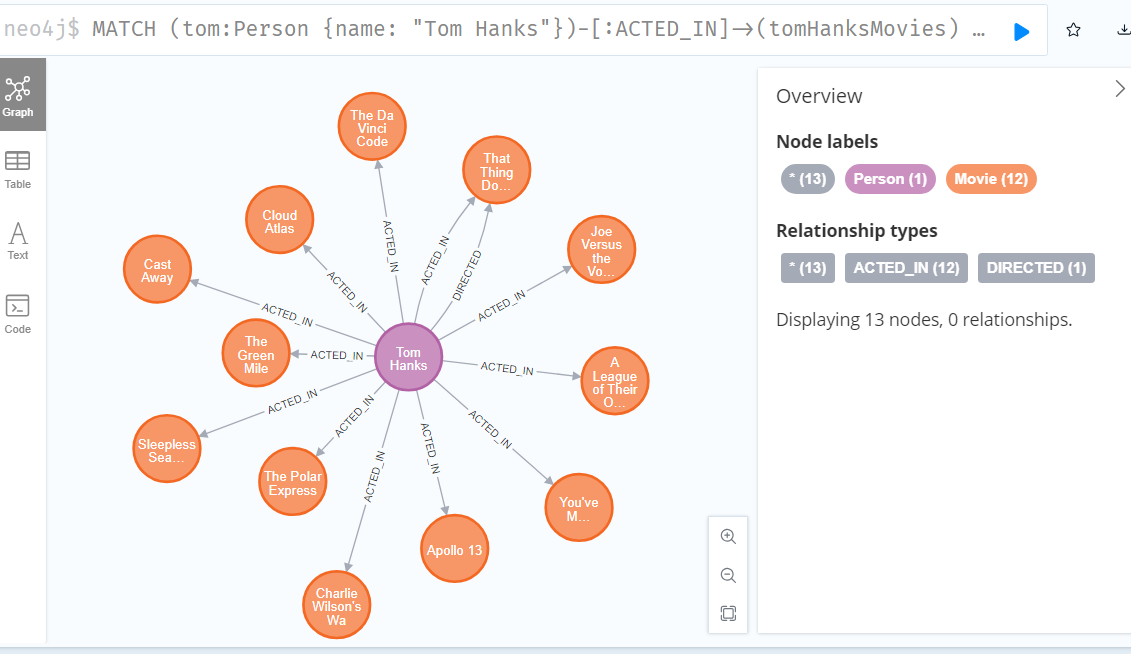 neo4j$ MATCH (tom:Person {name: "Tom Hanks"})-[:ACTED_IN]→(tomHanksMovies) …
Graph
Table
Text
Code
The Da
Vinci
Code
That
Thing
Do...
Cloud
Atlas
Joe
Versus
the
Vo...
Cast
Away
The
Green
Mile
Tom
Hanks
A
League
of Their
O...
Sleepless
Sea...
The Polar
Express
You've
M...
Apollo 13
Charlie
Wilson's
Wa
ACTED_IN
ACTED_IN
DIRECTED
ACTED_IN
ACTED_IN
ACTED_IN
ACTED_IN
ACTED_IN
ACTED_IN
ACTED_IN
ACTED_IN
ACTED_IN
ACTED_IN
Overview
Node labels
* (13) Person (1) Movie (12)
Relationship types
* (13) ACTED_IN (12) DIRECTED (1)
Displaying 13 nodes, 0 relationships.